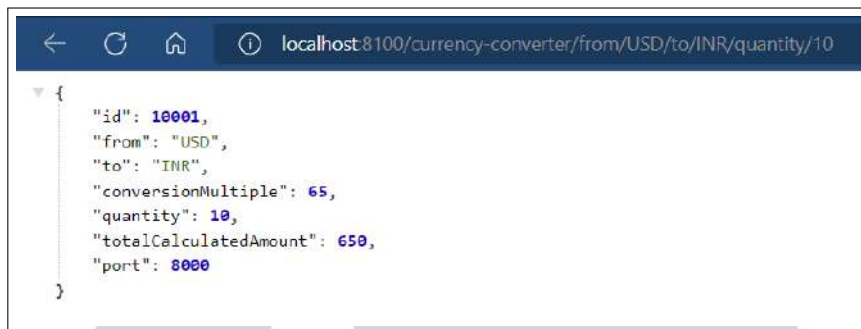 localhost:8100/currency-converter/from/USD/to/INR/quantity/10
{
"id": 10001,
"from": "USD",
"to": "INR",
"conversionMultiple": 65,
"quantity": 10,
"totalCalculatedAmount": 650,
"port": 8000
}